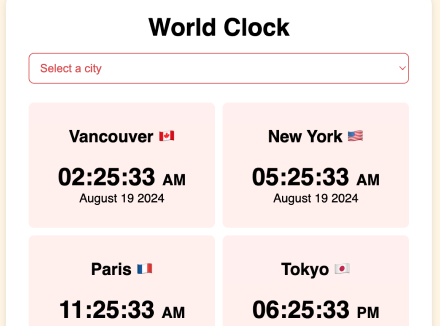 World Clock
Select a city
Vancouver 🇨🇦
02:25:33 AM
August 19 2024
New York 🇺🇸
05:25:33 AM
August 19 2024
Paris 🇫🇷
11:25:33 AM
Tokyo 🇯🇵
06:25:33 PM